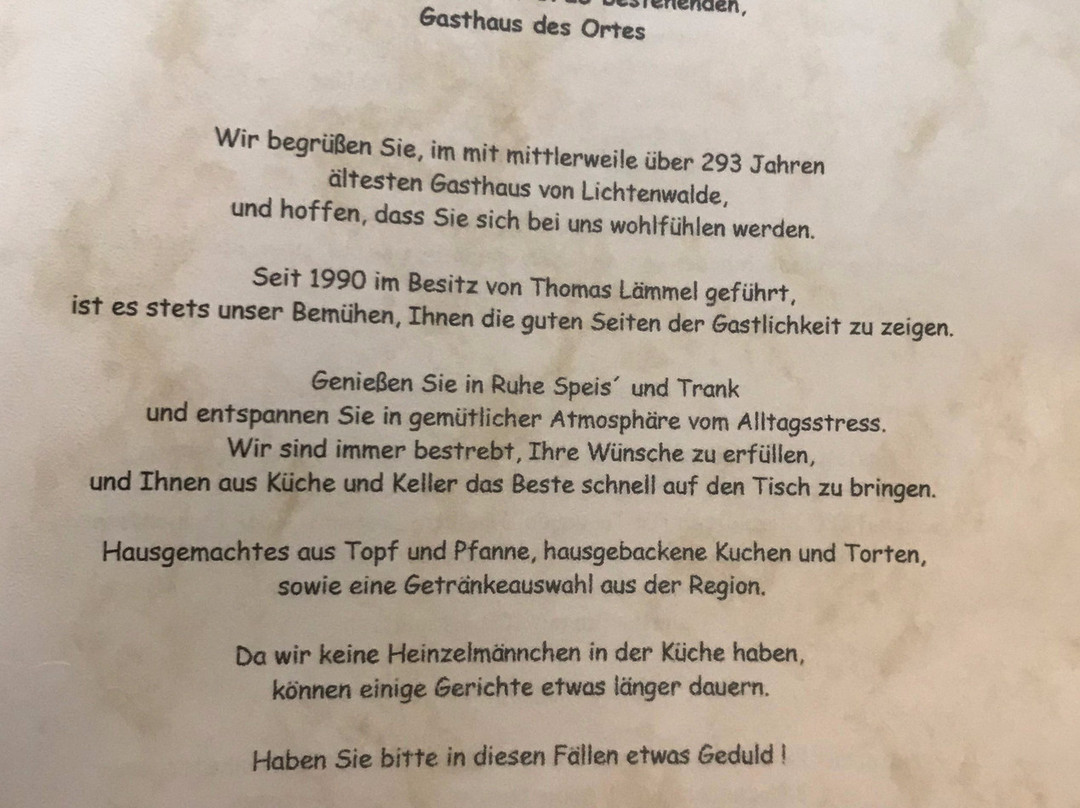 bestehenden,
Gasthaus des Ortes
Wir begrüßen Sie, im mit mittlerweile über 293 Jahren
ältesten Gasthaus von Lichtenwalde,
und hoffen, dass Sie sich bei uns wohlfühlen werden.
Seit 1990 im Besitz von Thomas Lämmel geführt,
ist es stets unser Bemühen, Ihnen die guten Seiten der Gastlichkeit zu zeigen.
Genießen Sie in Ruhe Speis´ und Trank
und entspannen Sie in gemütlicher Atmosphäre vom Alltagsstress.
Wir sind immer bestrebt, Ihre Wünsche zu erfüllen,
und Ihnen aus Küche und Keller das Beste schnell auf den Tisch zu bringen.
Hausgemachtes aus Topf und Pfanne, hausgebackene Kuchen und Torten,
sowie eine Getränkeauswahl aus der Region.
Da wir keine Heinzelmännchen in der Küche haben,
können einige Gerichte etwas länger dauern.
Haben Sie bitte in diesen Fällen etwas Geduld !